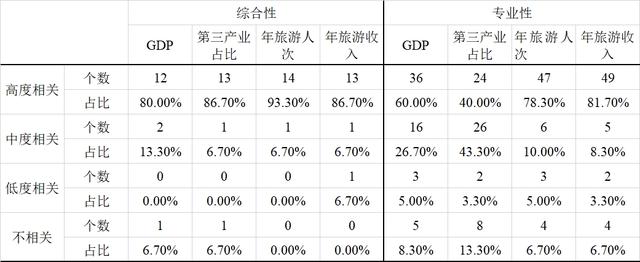 综合性 专业性
GDP 第三产业占比 年旅游人次 年旅游收入 GDP 第三产业占比 年旅游人次 年旅游收入
高度相关 个数 12 13 14 13 36 24 47 49
占比 80.00% 86.70% 93.30% 86.70% 60.00% 40.00% 78.30% 81.70%
中度相关 个数 2 1 1 1 16 26 6 5
占比 13.30% 6.70% 6.70% 6.70% 26.70% 43.30% 10.00% 8.30%
低度相关 个数 0 0 0 1 3 2 3 2
占比 0.00% 0.00% 0.00% 6.70% 5.00% 3.30% 5.00% 3.30%
不相关 个数 1 1 0 0 5 8 4 4
占比 6.70% 6.70% 0.00% 0.00% 8.30% 13.30% 6.70% 6.70%